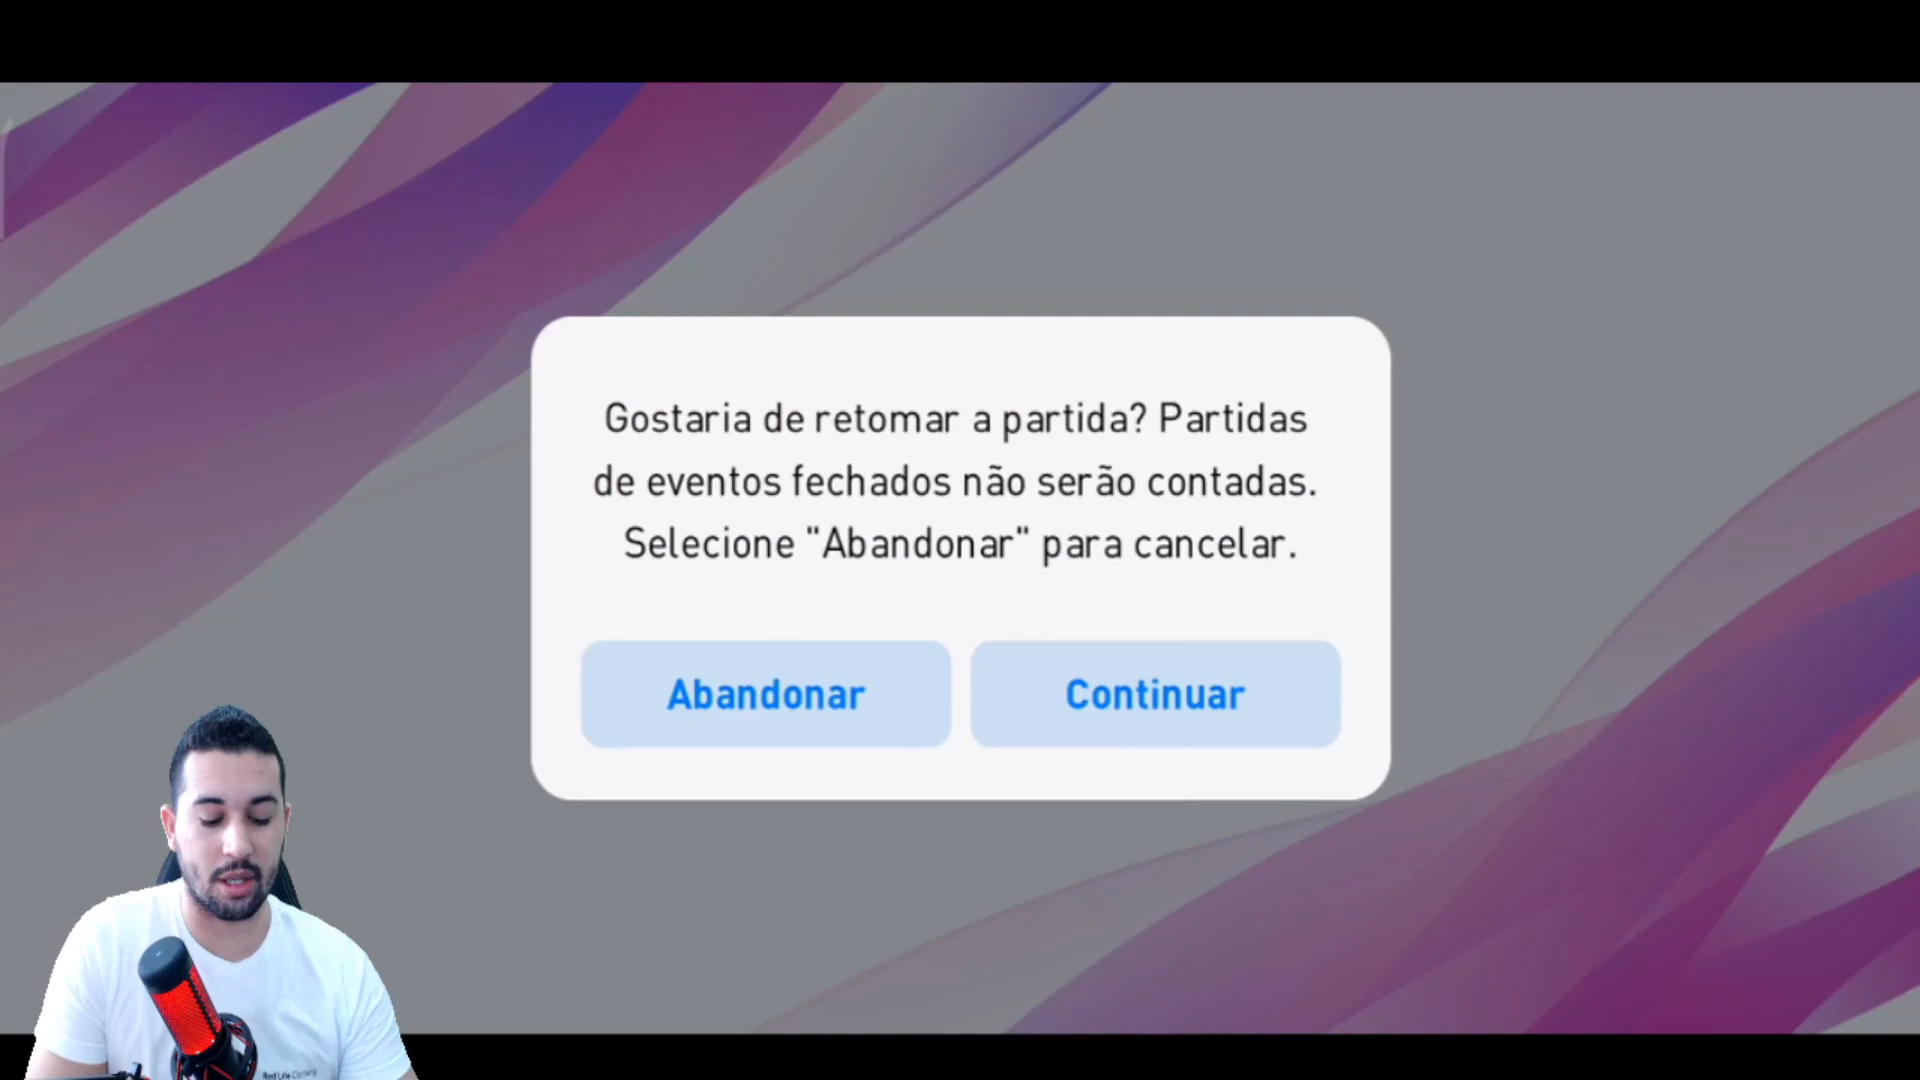 Gostaria de retomar a partida? Partidas
de eventos fechados não serão contadas.
Selecione "Abandonar" para cancelar.
Abandonar
Continuar